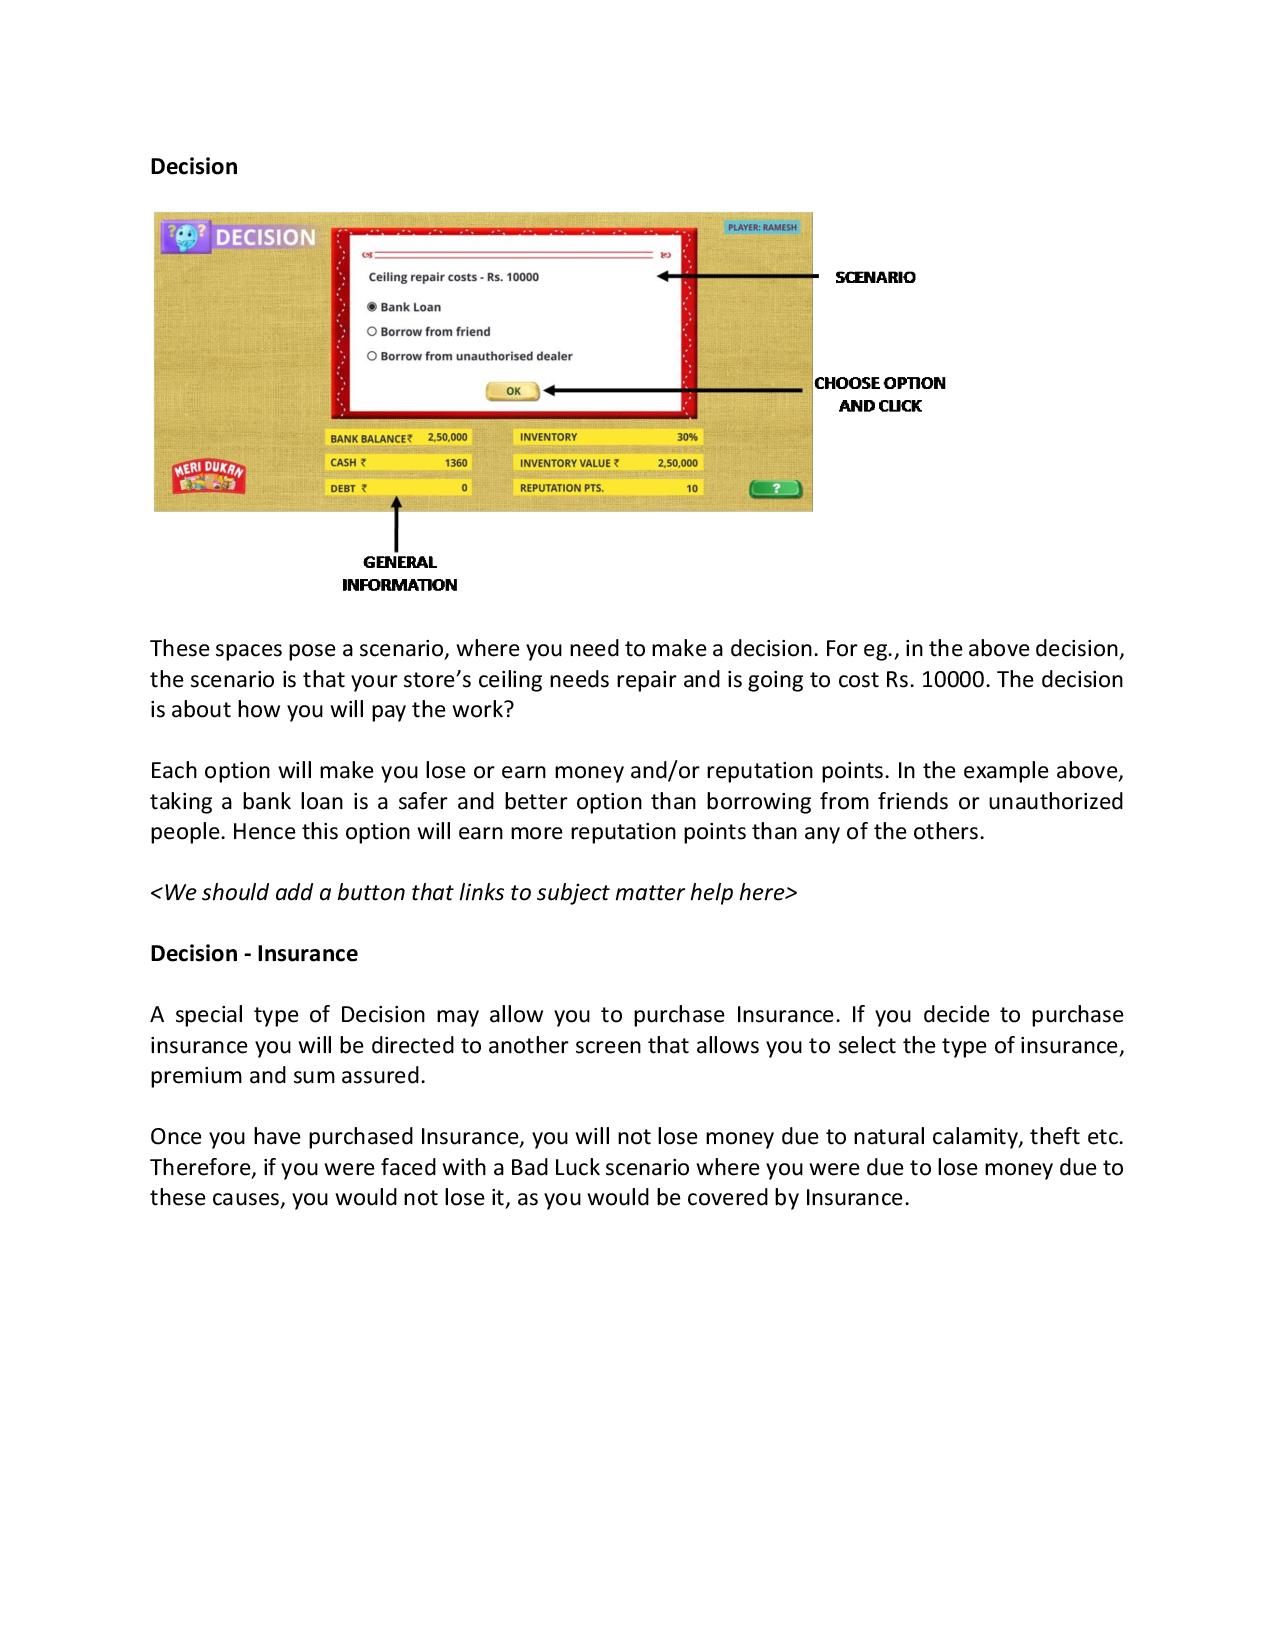 Decision
DECISION
PLAYER: RAMESH
Ceiling repair costs - Rs. 10000
SCENARIO
Bank Loan
Borrow from friend
Borrow from unauthorised dealer
OK
CHOOSE OPTION
AND CLICK
BANK BALANCE₹ 2,50,000
INVENTORY 30%
CASH ₹ 1360
INVENTORY VALUE ₹ 2,50,000
DEBT ₹ 0
REPUTATION PTS. 10
MERI DUKAN
?
GENERAL
INFORMATION
These spaces pose a scenario, where you need to make a decision. For eg., in the above decision,
the scenario is that your store’s ceiling needs repair and is going to cost Rs. 10000. The decision
is about how you will pay the work?
Each option will make you lose or earn money and/or reputation points. In the example above,
taking a bank loan is a safer and better option than borrowing from friends or unauthorized
people. Hence this option will earn more reputation points than any of the others.
<We should add a button that links to subject matter help here>
Decision - Insurance
A special type of Decision may allow you to purchase Insurance. If you decide to purchase
insurance you will be directed to another screen that allows you to select the type of insurance,
premium and sum assured.
Once you have purchased Insurance, you will not lose money due to natural calamity, theft etc.
Therefore, if you were faced with a Bad Luck scenario where you were due to lose money due to
these causes, you would not lose it, as you would be covered by Insurance.